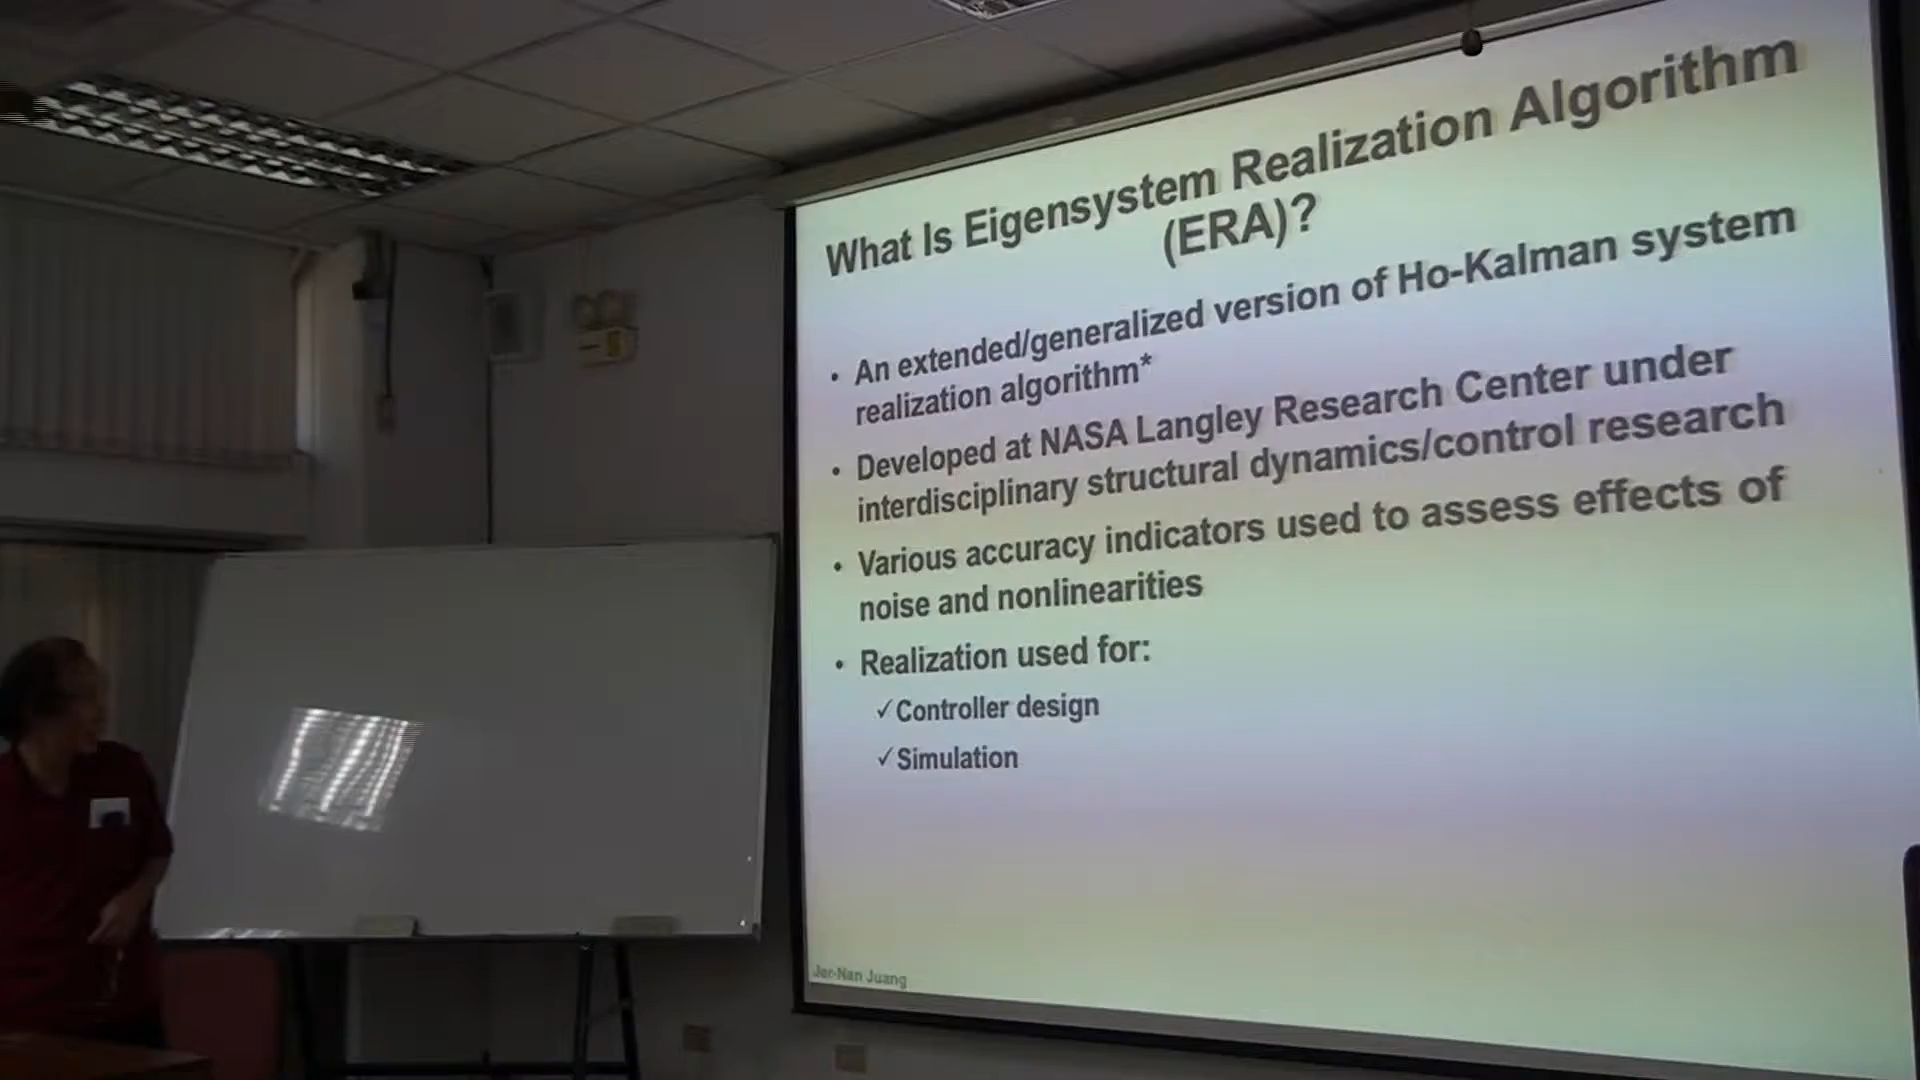 What Is Eigensystem Realization Algorithm
(ERA)?
• An extended/generalized version of Ho-Kalman system
realization algorithm*
• Developed at NASA Langley Research Center under
interdisciplinary structural dynamics/control research
• Various accuracy indicators used to assess effects of
noise and nonlinearities
• Realization used for:
✓Controller design
✓Simulation
Jer-Nan Juang